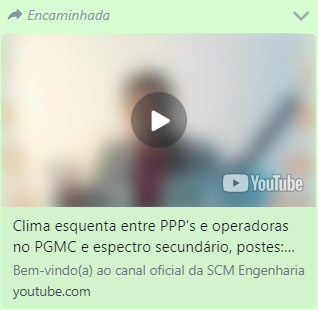 Encaminhada
YouTube
Clima esquenta entre PPP's e operadoras
no PGMC e espectro secundário, postes:...
Bem-vindo(a) ao canal oficial da SCM Engenharia
youtube.com